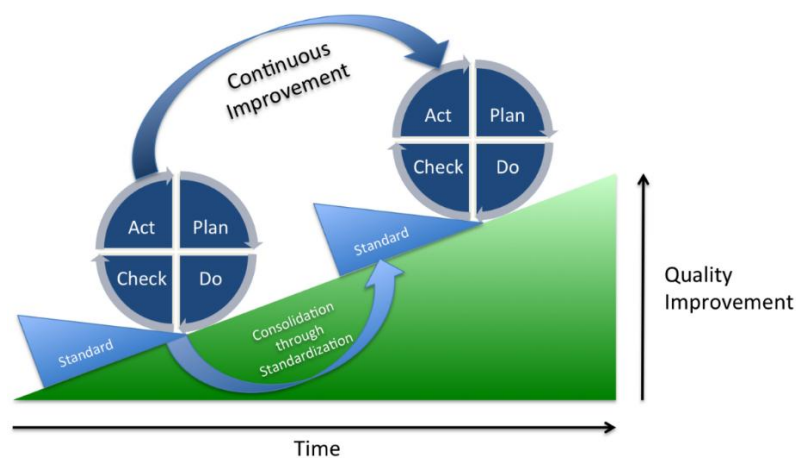 Continuous
Improvement
Act
Plan
Check
Do
Standard
Act
Plan
Check
Do
Standard
Consolidation
through
Standardization
Quality
Improvement
Time